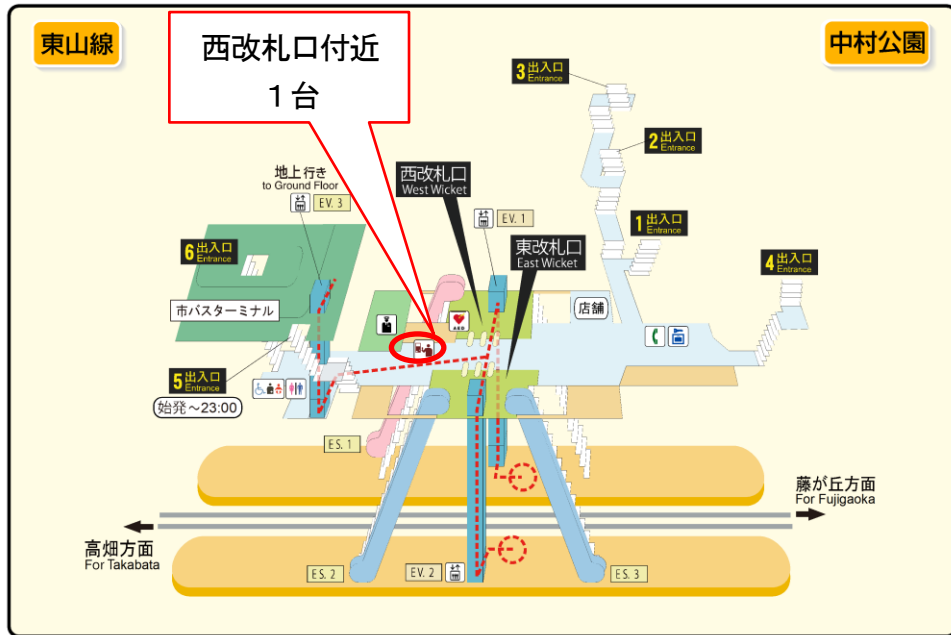 東山線
西改札口付近
1台
中村公園
3 出入口
Entrance
2 出入口
Entrance
地上行き
to Ground Floor
EV. 3
西改札口
West Wicket
EV. 1
1 出入口
Entrance
東改札口
East Wicket
6 出入口
Entrance
4 出入口
Entrance
市バスターミナル
店舗
AED
5 出入口
Entrance
始発～23:00
ES. 1
藤が丘方面
For Fujigaoka
高畑方面
For Takabata
ES. 2
EV. 2
ES. 3